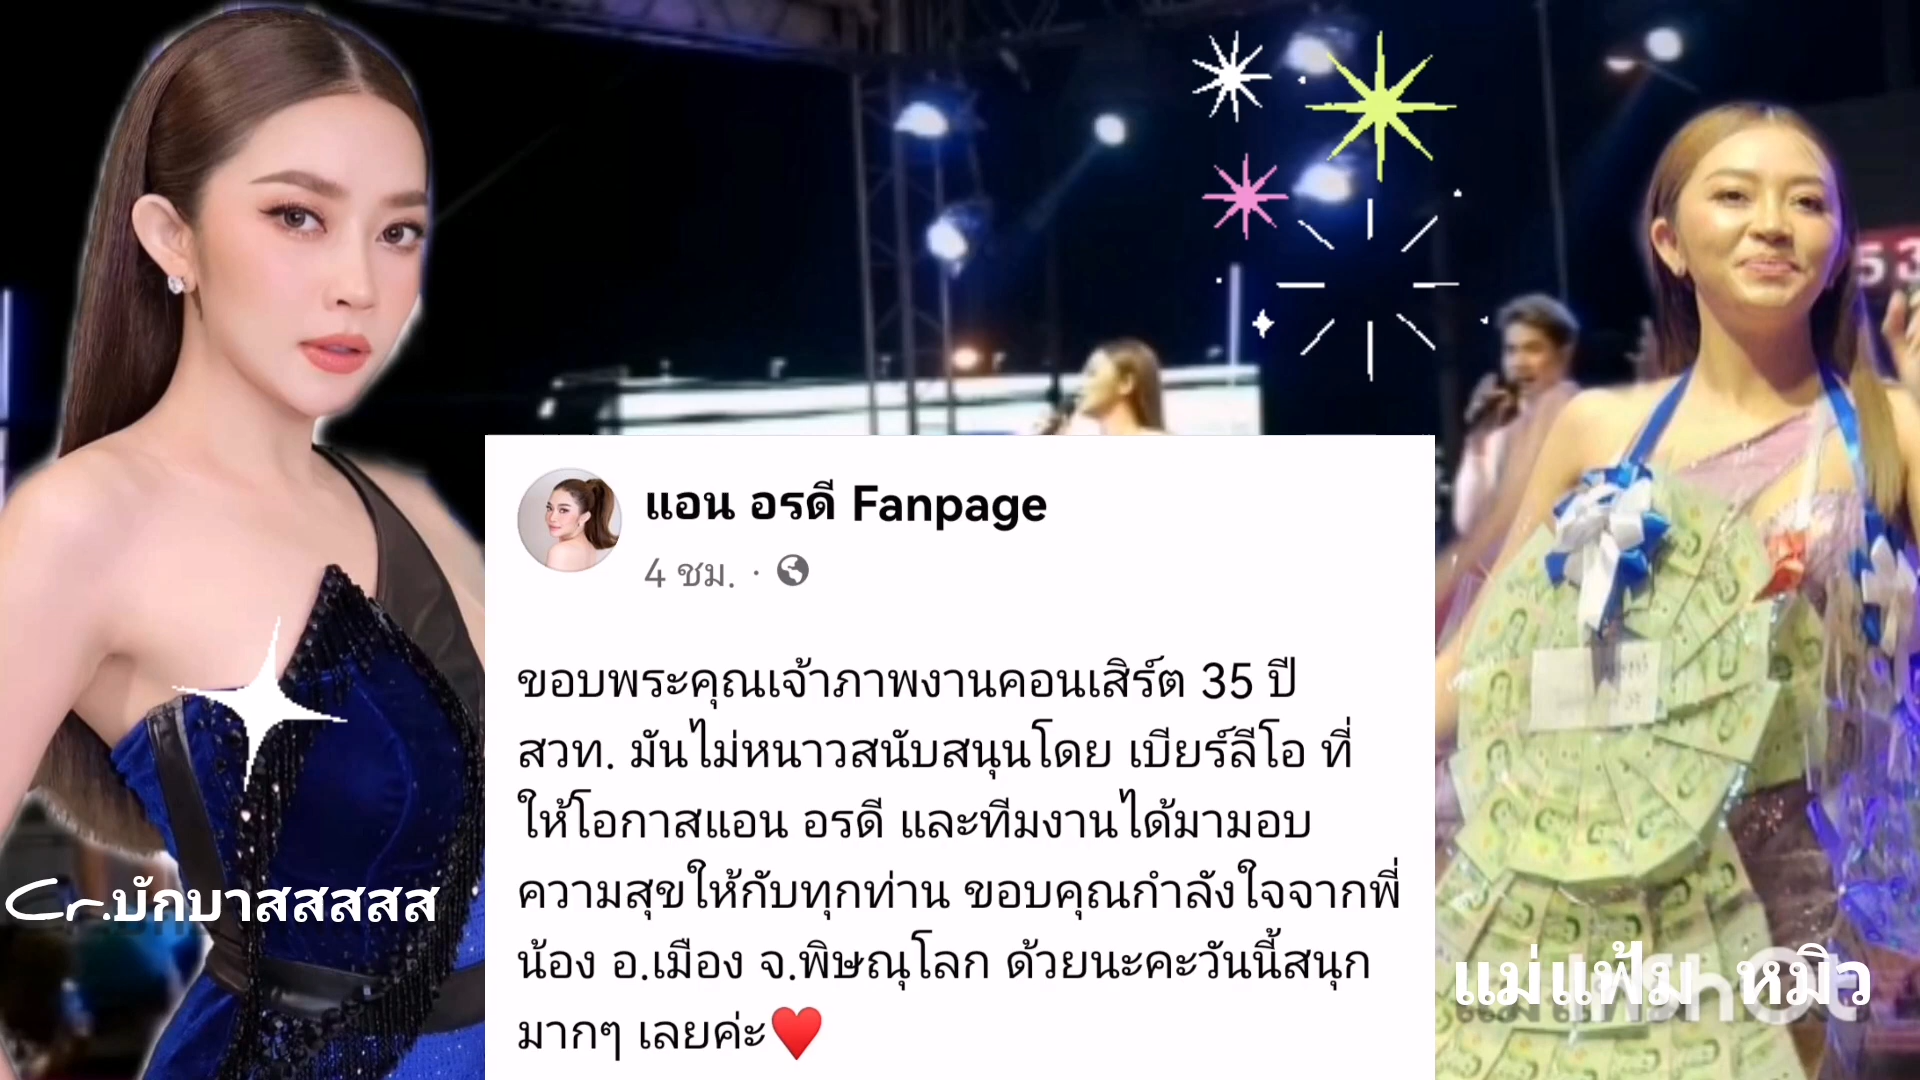 แอน อรดี Fanpage
4 ชม.
ขอบพระคุณเจ้าภาพงานคอนเสิร์ต 35 ปี
สวท. มันไม่หนาวสนับสนุนโดย เบียร์ลีโอ ที่
ให้โอกาสแอน อรดี และทีมงานได้มามอบ
ความสุขให้กับทุกท่าน ขอบคุณกำลังใจจากพี่
น้อง อ.เมือง จ.พิษณุโลก ด้วยนะคะวันนี้สนุก
มากๆ เลยค่ะ❤️
Cr.บักบาสสสสส
แม่แฟ้ม หมิว
53